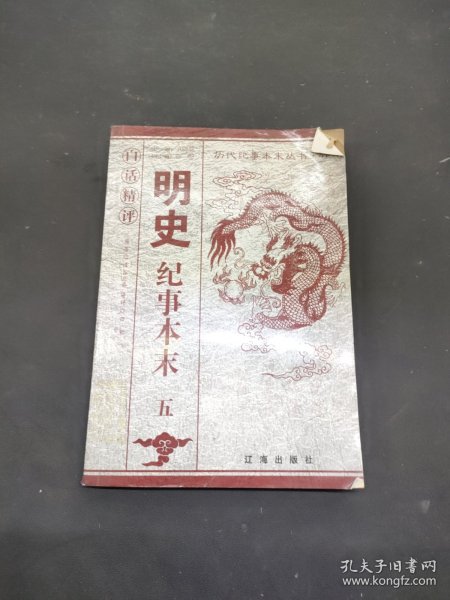 历代纪事本末丛书
白话精评
明史
纪事本末
五
辽海出版社
孔夫子旧书网
www.kongfz.com